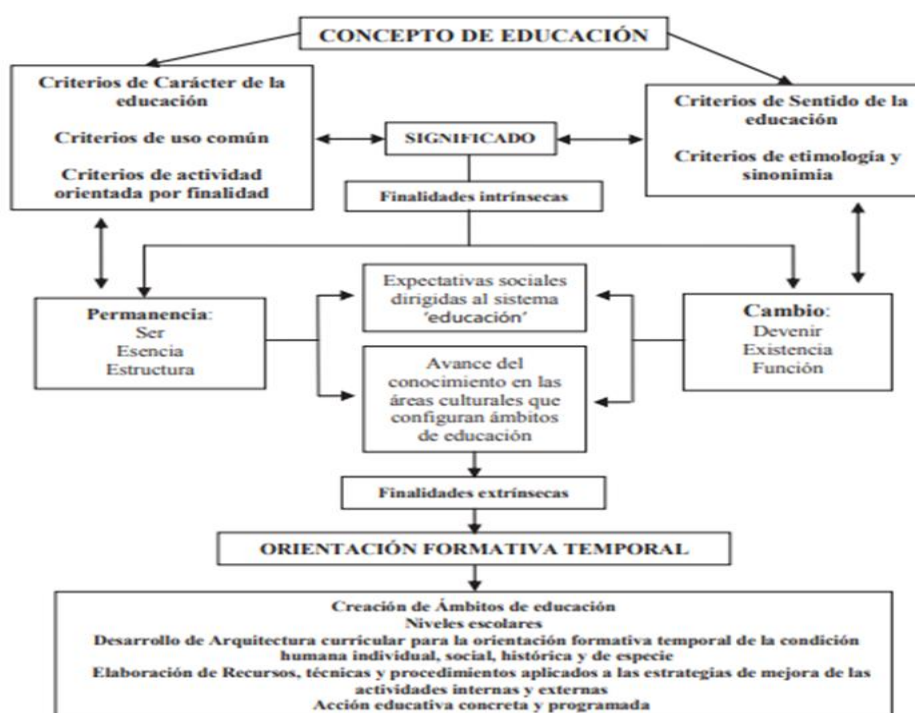 CONCEPTO DE EDUCACIÓN
Criterios de Carácter de la
educación
Criterios de uso común
Criterios de actividad
orientada por finalidad
SIGNIFICADO
Criterios de Sentido de la
educación
Criterios de etimología y
sinonimia
Finalidades intrínsecas
Permanencia:
Ser
Esencia
Estructura
Expectativas sociales
dirigidas al sistema
'educación'
Avance del
conocimiento en las
áreas culturales que
configuran ámbitos
de educación
Cambio:
Devenir
Existencia
Función
Finalidades extrínsecas
ORIENTACIÓN FORMATIVA TEMPORAL
Creación de Ámbitos de educación
Niveles escolares
Desarrollo de Arquitectura curricular para la orientación formativa temporal de la condición
humana individual, social, histórica y de especie
Elaboración de Recursos, técnicas y procedimientos aplicados a las estrategias de mejora de las
actividades internas y externas
Acción educativa concreta y programada